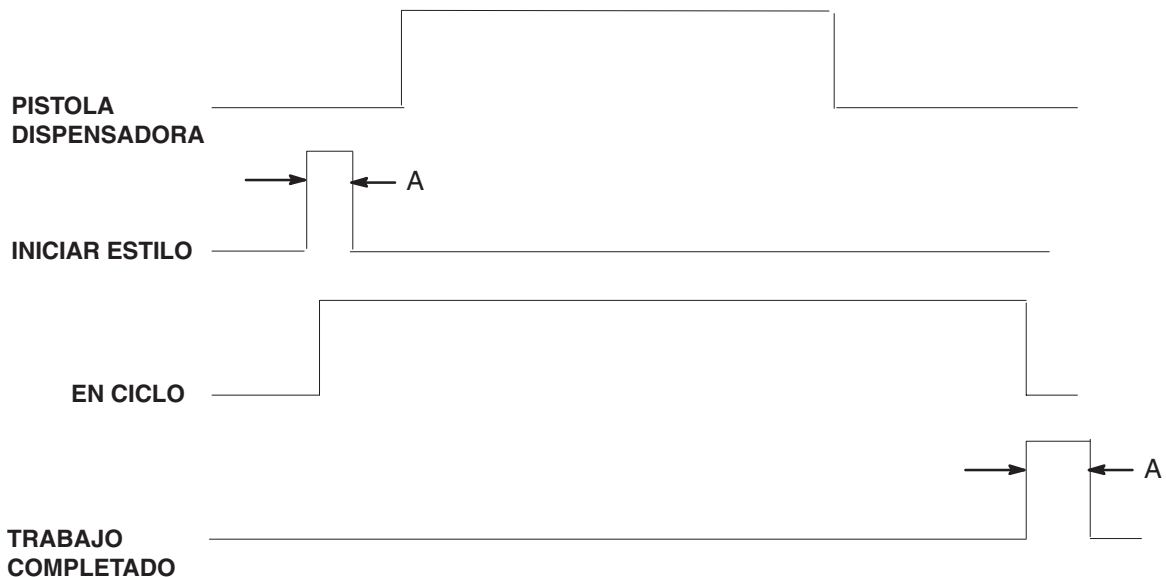 PISTOLA
DISPENSADORA
A
INICIAR ESTILO
EN CICLO
A
TRABAJO
COMPLETADO